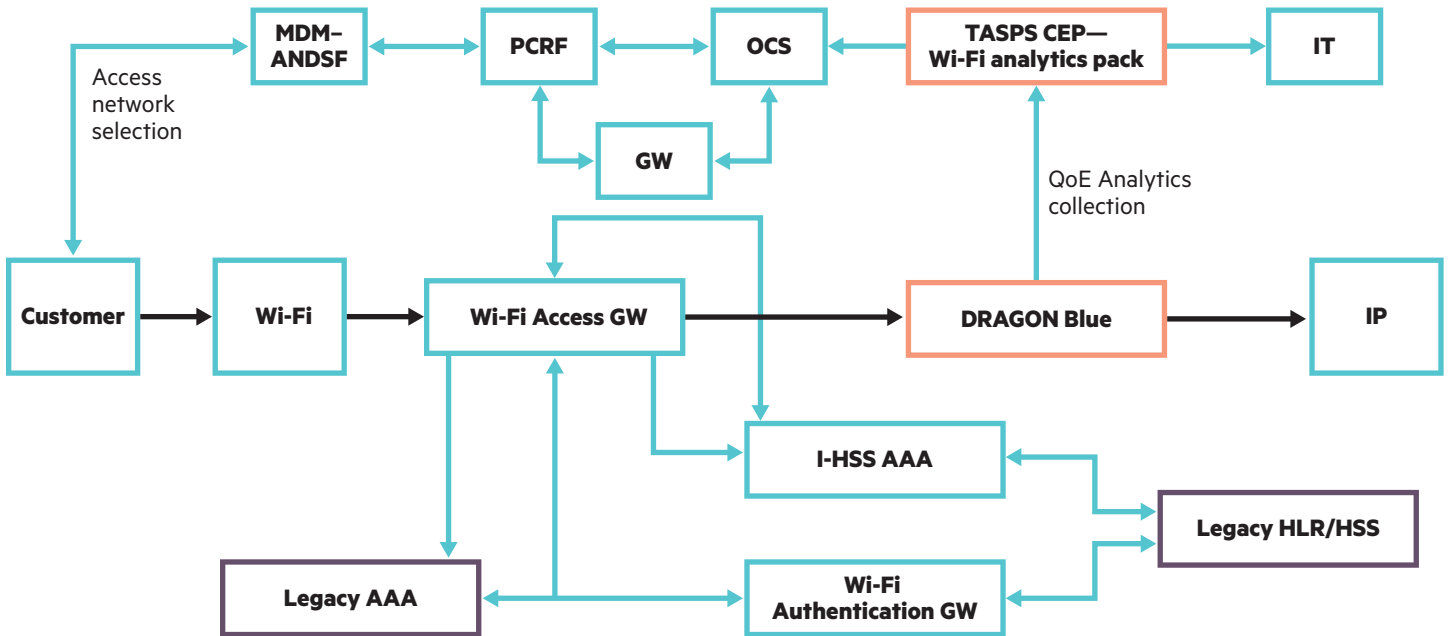 MDM–
ANDSF
PCRF
OCS
TASPS CEP—
Wi-Fi analytics pack
IT
Access
network
selection
GW
QoE Analytics
collection
Customer
Wi-Fi
Wi-Fi Access GW
DRAGON Blue
IP
I-HSS AAA
Legacy HLR/HSS
Legacy AAA
Wi-Fi
Authentication GW